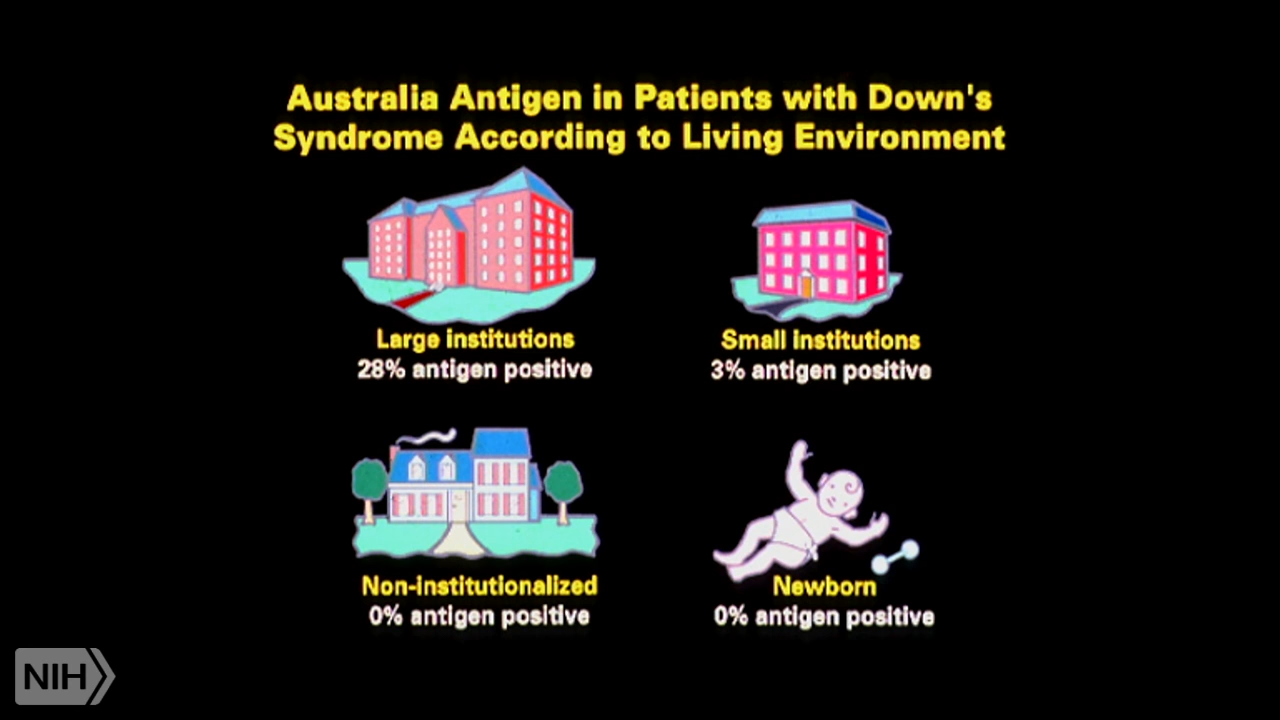 Australia Antigen in Patients with Down's
Syndrome According to Living Environment
Large institutions
28% antigen positive
Small institutions
3% antigen positive
Non-institutionalized
0% antigen positive
Newborn
0% antigen positive
NIH